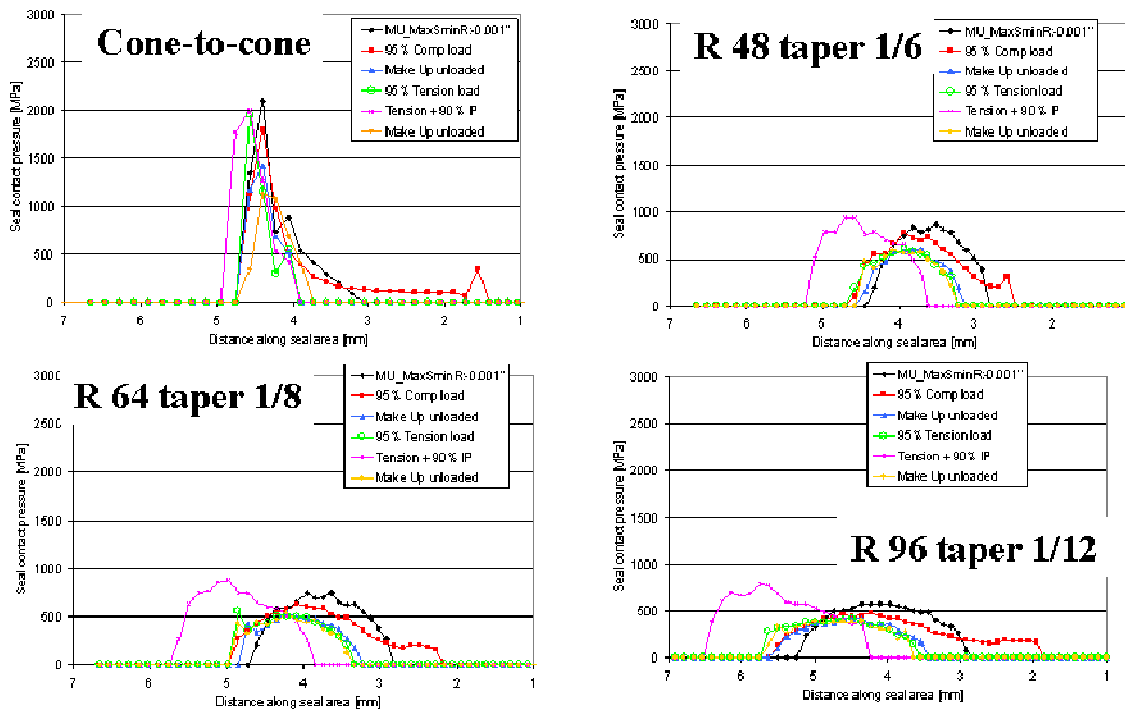 Cone-to-cone
3000
2500
2000
1500
1000
500
0
Seal contact pressure [MPa]
7 6 5 4 3 2 1
Distance along seal area [mm]
MU_MaxSminR:-0.001"
95% Comp load
Make Up unloaded
95% Tension load
Tension + 90% IP
Make Up unloaded
R 48 taper 1/6
3000
2500
2000
1500
1000
500
0
Seal contact pressure [MPa]
7 6 5 4 3 2 1
Distance along seal area [mm]
MU_MaxSminR:-0.001"
95% Comp load
Make Up unloaded
95% Tension load
Tension + 90% IP
Make Up unloaded
R 64 taper 1/8
3000
2500
2000
1500
1000
500
0
Seal contact pressure [MPa]
7 6 5 4 3 2 1
Distance along seal area [mm]
MU_MaxSminR:-0.001"
95% Comp load
Make Up unloaded
95% Tension load
Tension + 90% IP
Make Up unloaded
R 96 taper 1/12
3000
2500
2000
1500
1000
500
0
Seal contact pressure [MPa]
7 6 5 4 3 2 1
Distance along seal area [mm]
MU_MaxSminR:-0.001"
95% Comp load
Make Up unloaded
95% Tension load
Tension + 90% IP
Make Up unloaded